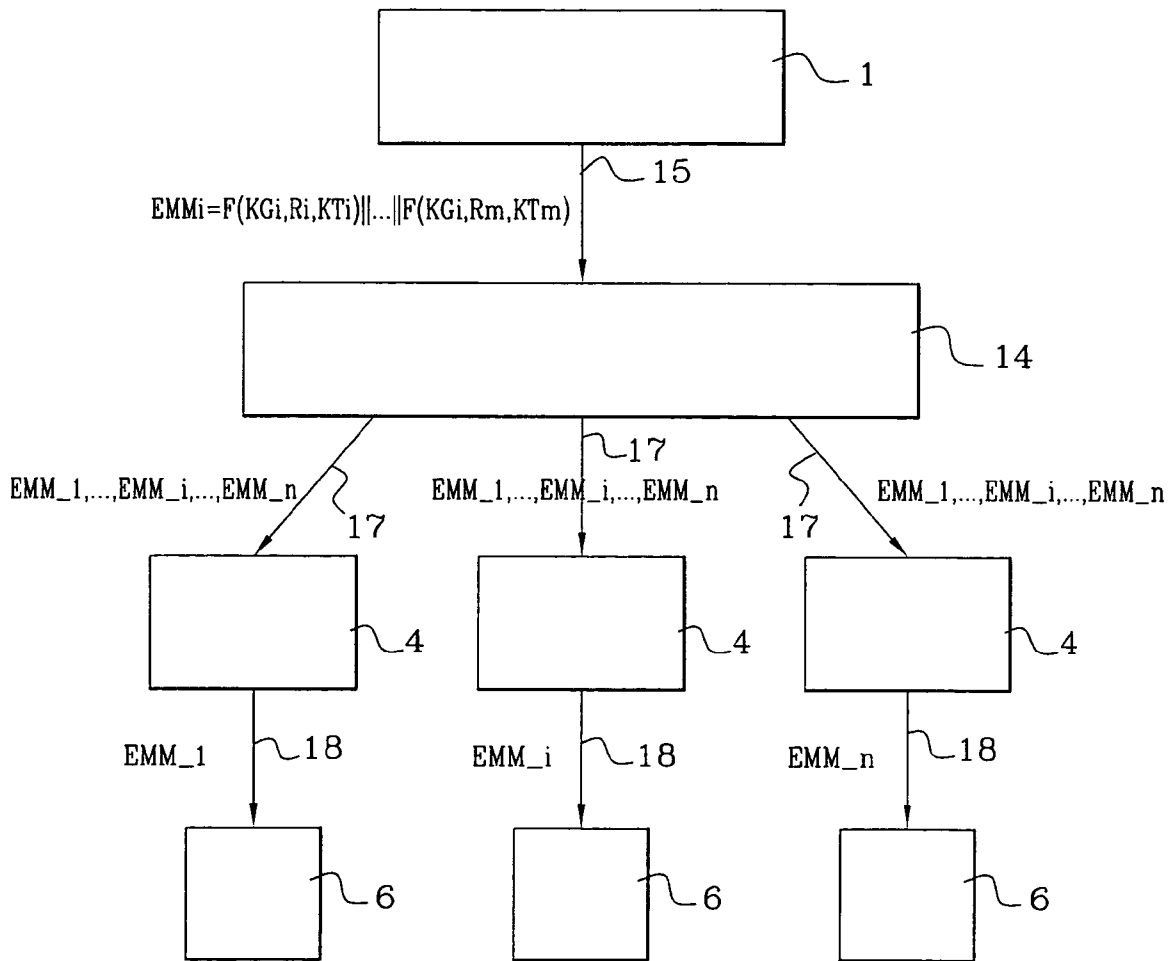 1
15
EMMi=F(KGi,Ri,KTi)||...||F(KGi,Rm,KTm)
14
17
EMM_1,...,EMM_i,...,EMM_n EMM_1,...,EMM_i,...,EMM_n EMM_1,...,EMM_i,...,EMM_n
17 17
4 4 4
EMM_1 18 EMM_i 18 EMM_n 18
6 6 6